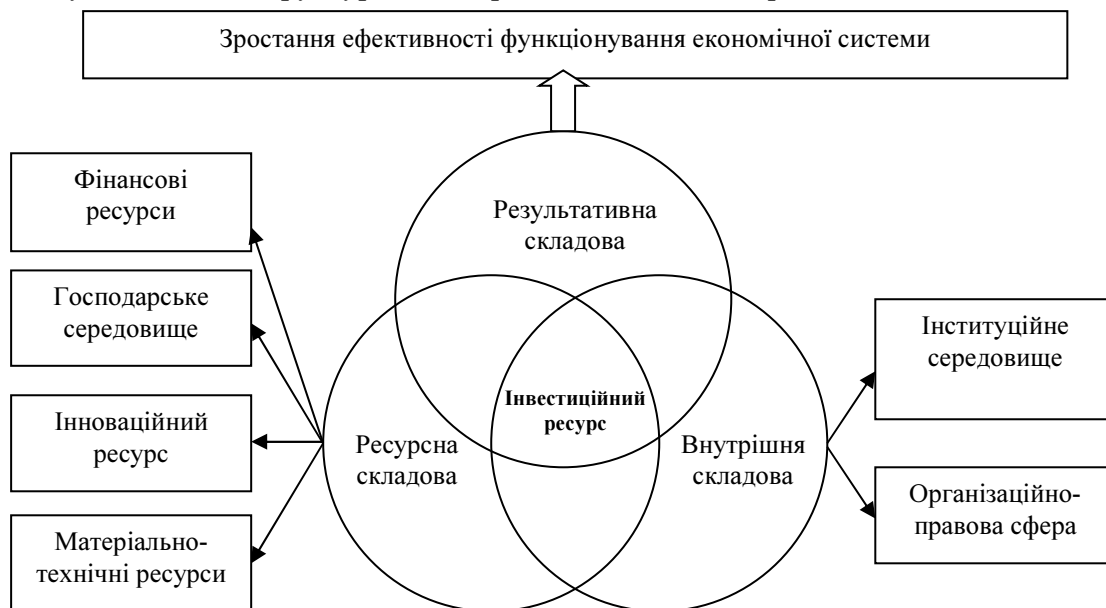 Зростання ефективності функціонування економічної системи
Фінансові
ресурси
Господарське
середовище
Інноваційний
ресурс
Матеріально-
технічні ресурси
Результативна
складова
Інвестиційний
ресурс
Ресурсна
складова
Внутрішня
складова
Інституційне
середовище
Організаційно-
правова сфера